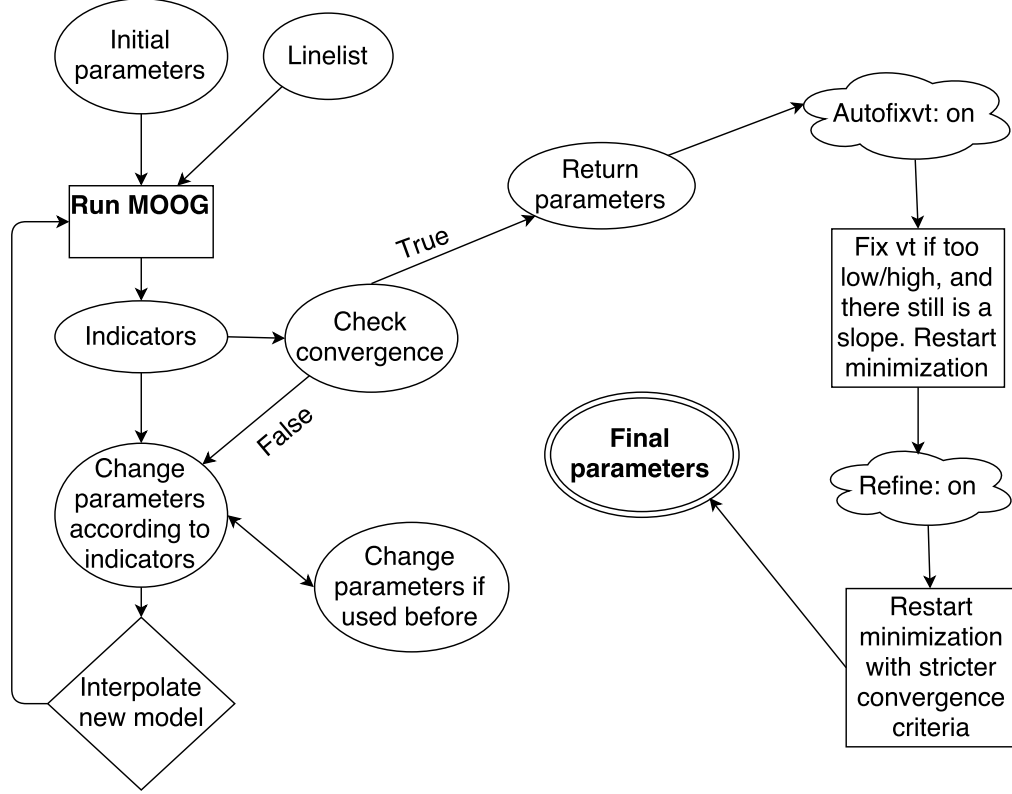 Initial
parameters
Linelist
Run MOOG
Indicators
Check
convergence
True
False
Return
parameters
Autofixvt: on
Fix vt if too
low/high, and
there still is a
slope. Restart
minimization
Refine: on
Restart
minimization
with stricter
convergence
criteria
Final
parameters
Change
parameters
according to
indicators
Change
parameters if
used before
Interpolate
new model